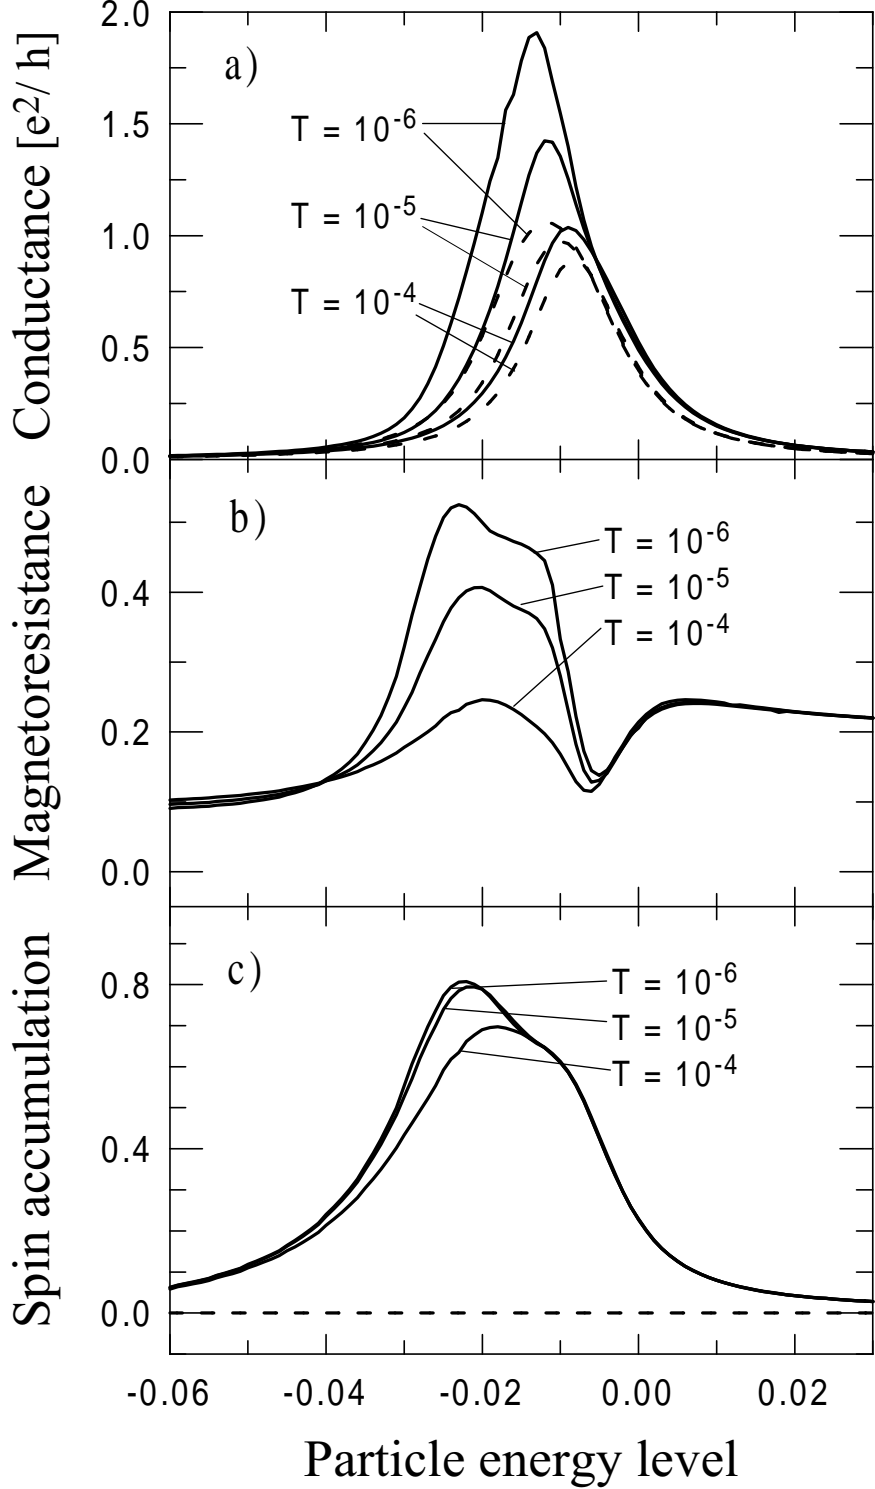 2.0
a)
1.5
T = 10⁻⁶
T = 10⁻⁵
1.0
T = 10⁻⁴
0.5
0.0
Conductance [e²/ h]
b)
T = 10⁻⁶
0.4
T = 10⁻⁵
T = 10⁻⁴
0.2
0.0
Magnetoresistance
c)
0.8
T = 10⁻⁶
T = 10⁻⁵
T = 10⁻⁴
0.4
0.0
Spin accumulation
-0.06 -0.04 -0.02 0.00 0.02
Particle energy level